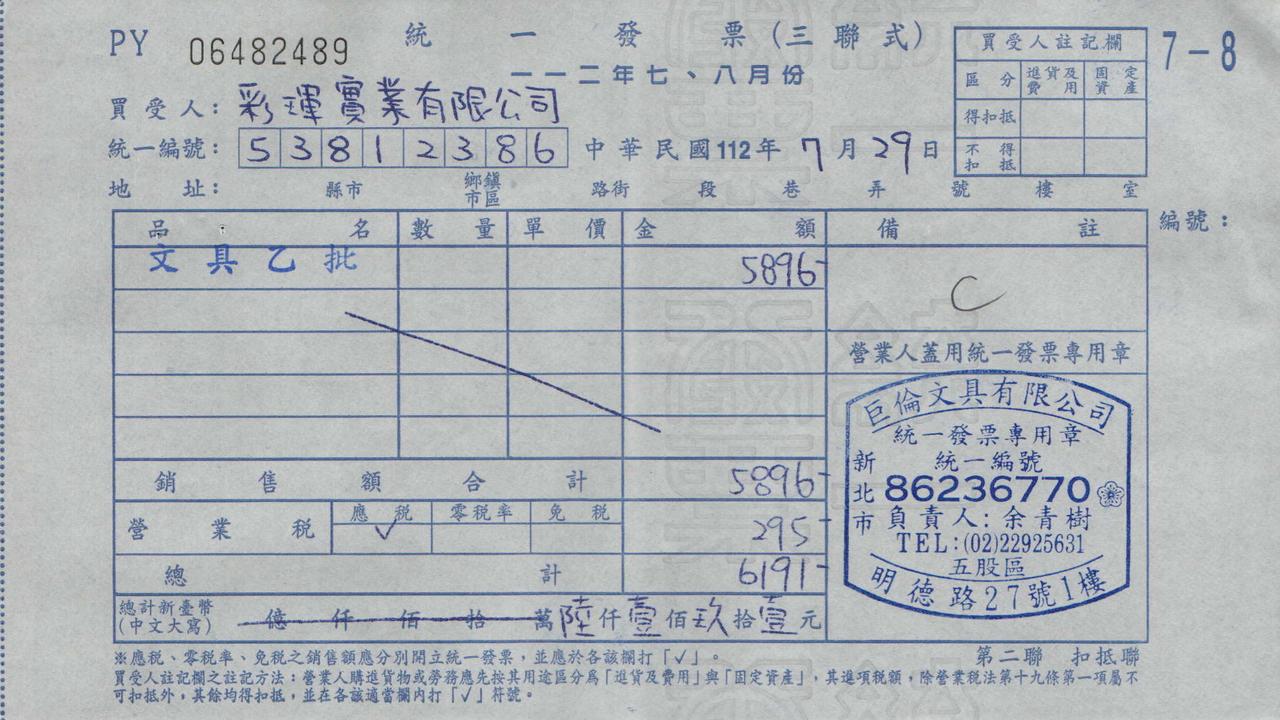 PY 06482489 統一發票(三聯式)
一一二年七、八月份
7-8
買受人註記欄
區分 進貨及費用 固定資產
得扣抵
不得扣抵
買受人: 彩琿實業有限公司
統一編號: 53812386 中華民國112年7月29日
地址: 縣市 鄉鎮市區 路街 段 巷 弄 號 樓 室
品名 數量 單價 金額 備註 編號:
文具乙批 5896- C
營業人蓋用統一發票專用章
銷售額合計 5896-
營業稅 應稅 ✓ 零稅率 免稅 295-
總計 6191-
總計新臺幣(中文大寫) 億仟佰拾萬陸仟壹佰玖拾壹元
巨倫文具有限公司
統一發票專用章
統一編號
86236770
新北市
負責人:余青樹
TEL:(02)22925631
五股區
明德路27號1樓
※應稅、零稅率、免稅之銷售額應分別開立統一發票,並應於各該欄打「✓」。 第二聯 扣抵聯
買受人註記欄之註記方法:營業人購進貨物或勞務應先按其用途區分為「進貨及費用」與「固定資產」,其進項稅額,除營業稅法第十九條第一項屬不
可扣抵外,其餘均得扣抵,並在各該適當欄內打「✓」符號。